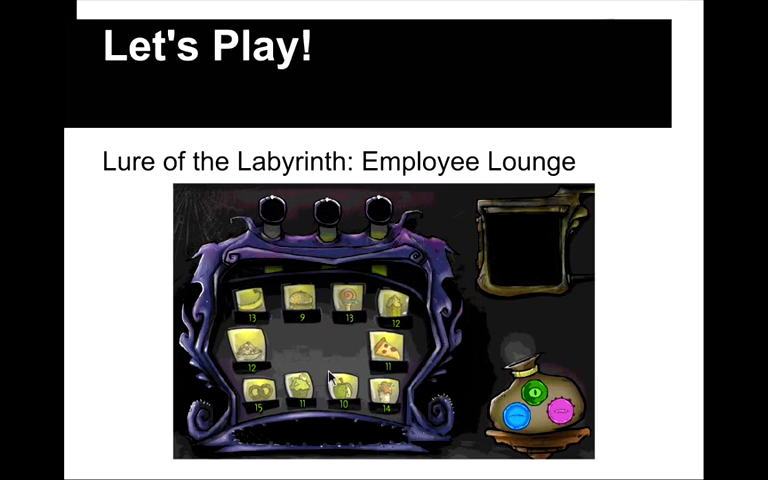 Let's Play!
Lure of the Labyrinth: Employee Lounge
13 9 13 12
12 11
15 11 10 14